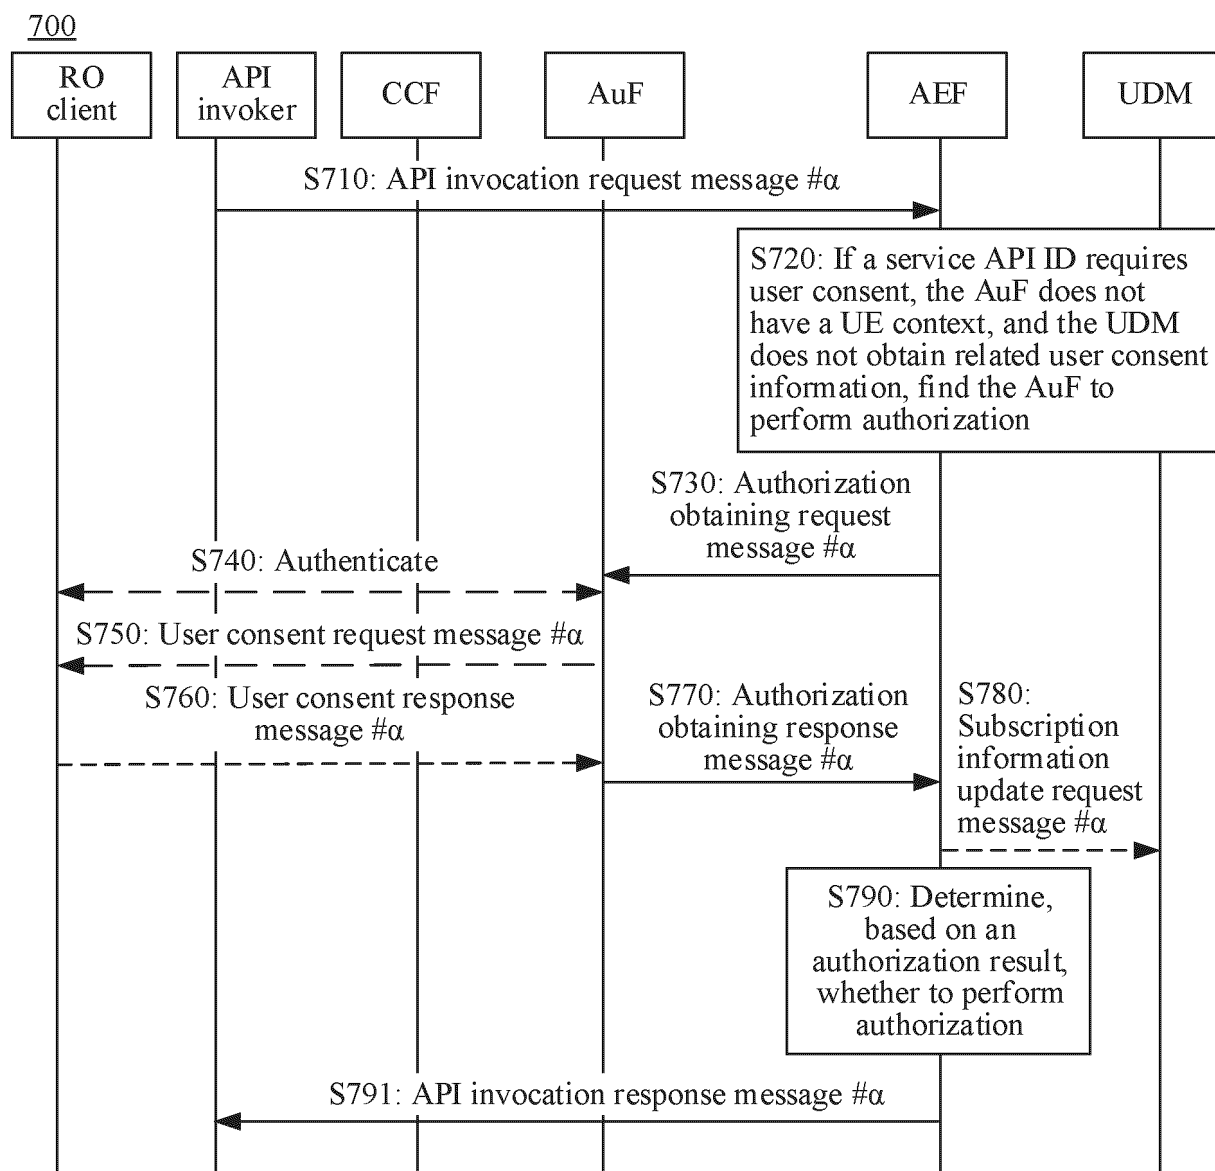 700
RO
client
API
invoker
CCF
AuF
AEF
UDM
S710: API invocation request message #α
S720: If a service API ID requires
user consent, the AuF does not
have a UE context, and the UDM
does not obtain related user consent
information, find the AuF to
perform authorization
S730: Authorization
obtaining request
message #α
S740: Authenticate
S750: User consent request message #α
S760: User consent response
message #α
S770: Authorization
obtaining response
message #α
S780:
Subscription
information
update request
message #α
S790: Determine,
based on an
authorization result,
whether to perform
authorization
S791: API invocation response message #α